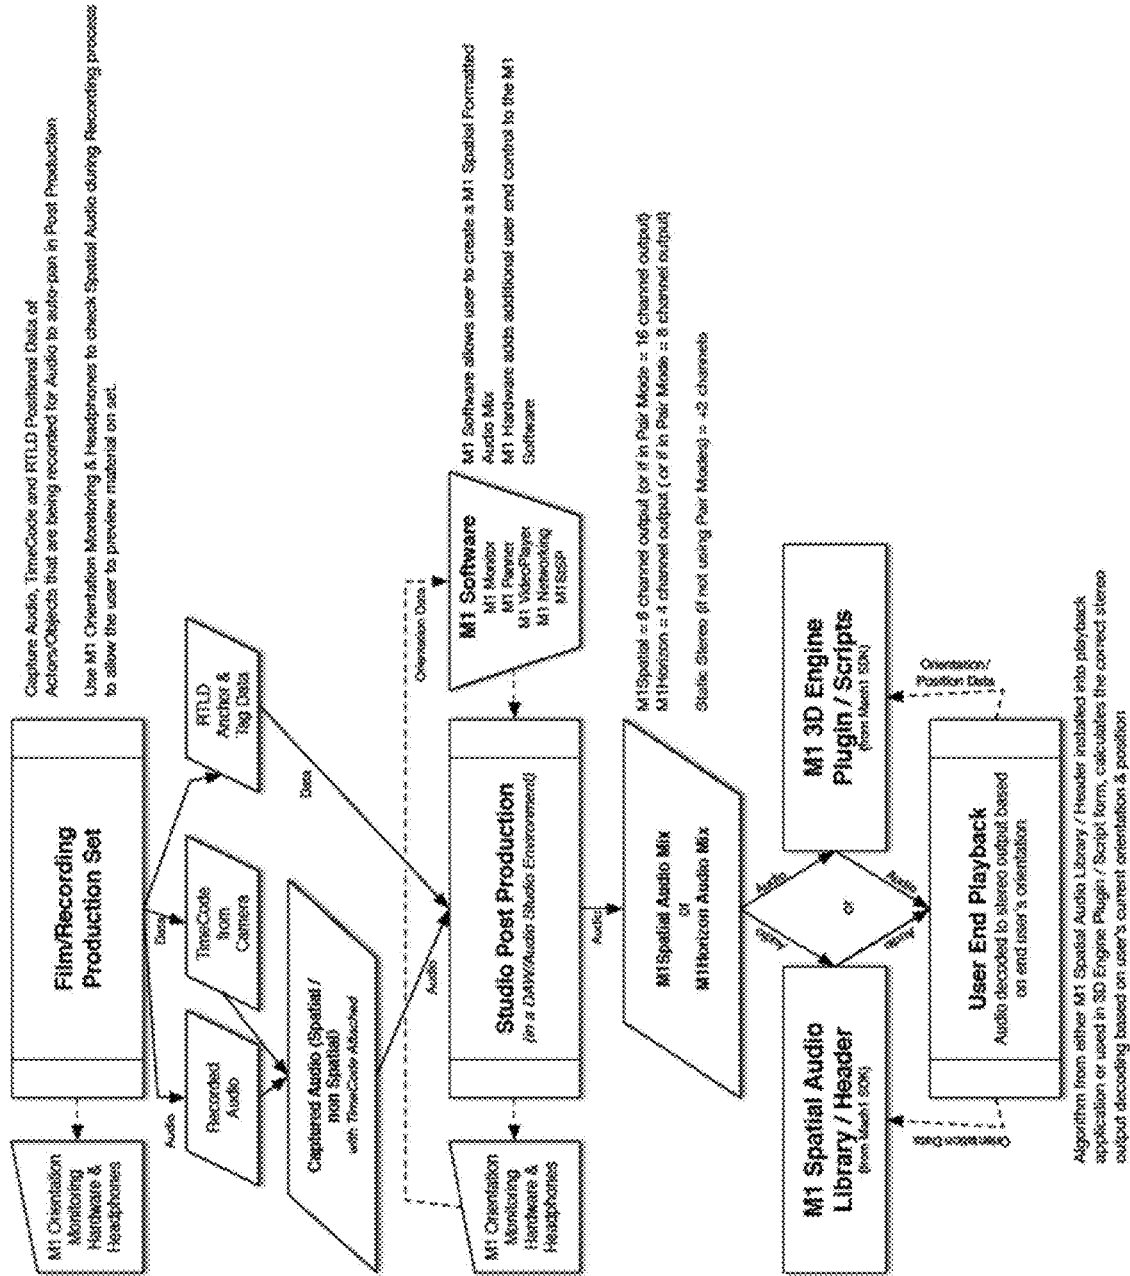 Capture Audio, TimeCode and RTLD Positional Data of
Actors/Objects that are being recorded for Audio to auto-pan in Post Production
Use M1 Orientation Monitoring & Headphones to check Spatial Audio during Recording process
to allow the user to preview material on set.
M1 Orientation
Monitoring
Hardware &
Headphones
Film/Recording
Production Set
Audio
Data
Recorded
Audio
TimeCode
from
Camera
RTLD
Anchor &
Tag Data
Captured Audio (Spatial /
non Spatial)
with TimeCode Attached
Data
Audio
Orientation Data
M1 Orientation
Monitoring
Hardware &
Headphones
Studio Post Production
(in a DAW/Audio Studio Environment)
M1 Software
M1 Monitor
M1 Panner
M1 VideoPlayer
M1 Networking
M1 Software allows user to create a M1 Spatial Formatted
Audio Mix
M1 Hardware adds additional user end control to the M1
Software
Audio
M1Spatial Audio Mix
or
M1Horizon Audio Mix
M1Spatial = 8 channel output (or if in Pair Mode = 16 channel output)
M1Horizon = 4 channel output ( or if in Pair Mode = 8 channel output)
Static Stereo (if not using Pair Modes) = +2 channels
Audio
Audio
or
M1 Spatial Audio
Library / Header
(from Mach1 SDK)
M1 3D Engine
Plugin / Scripts
(from Mach1 SDK)
Audio
Audio
Orientation Data
User End Playback
Audio decoded to stereo output based
on end user's orientation
Orientation /
Position Data
Algorithm from either M1 Spatial Audio Library / Header installed into playback
application or used in 3D Engine Plugin / Script form, calculates the correct stereo
output decoding based on user's current orientation & position